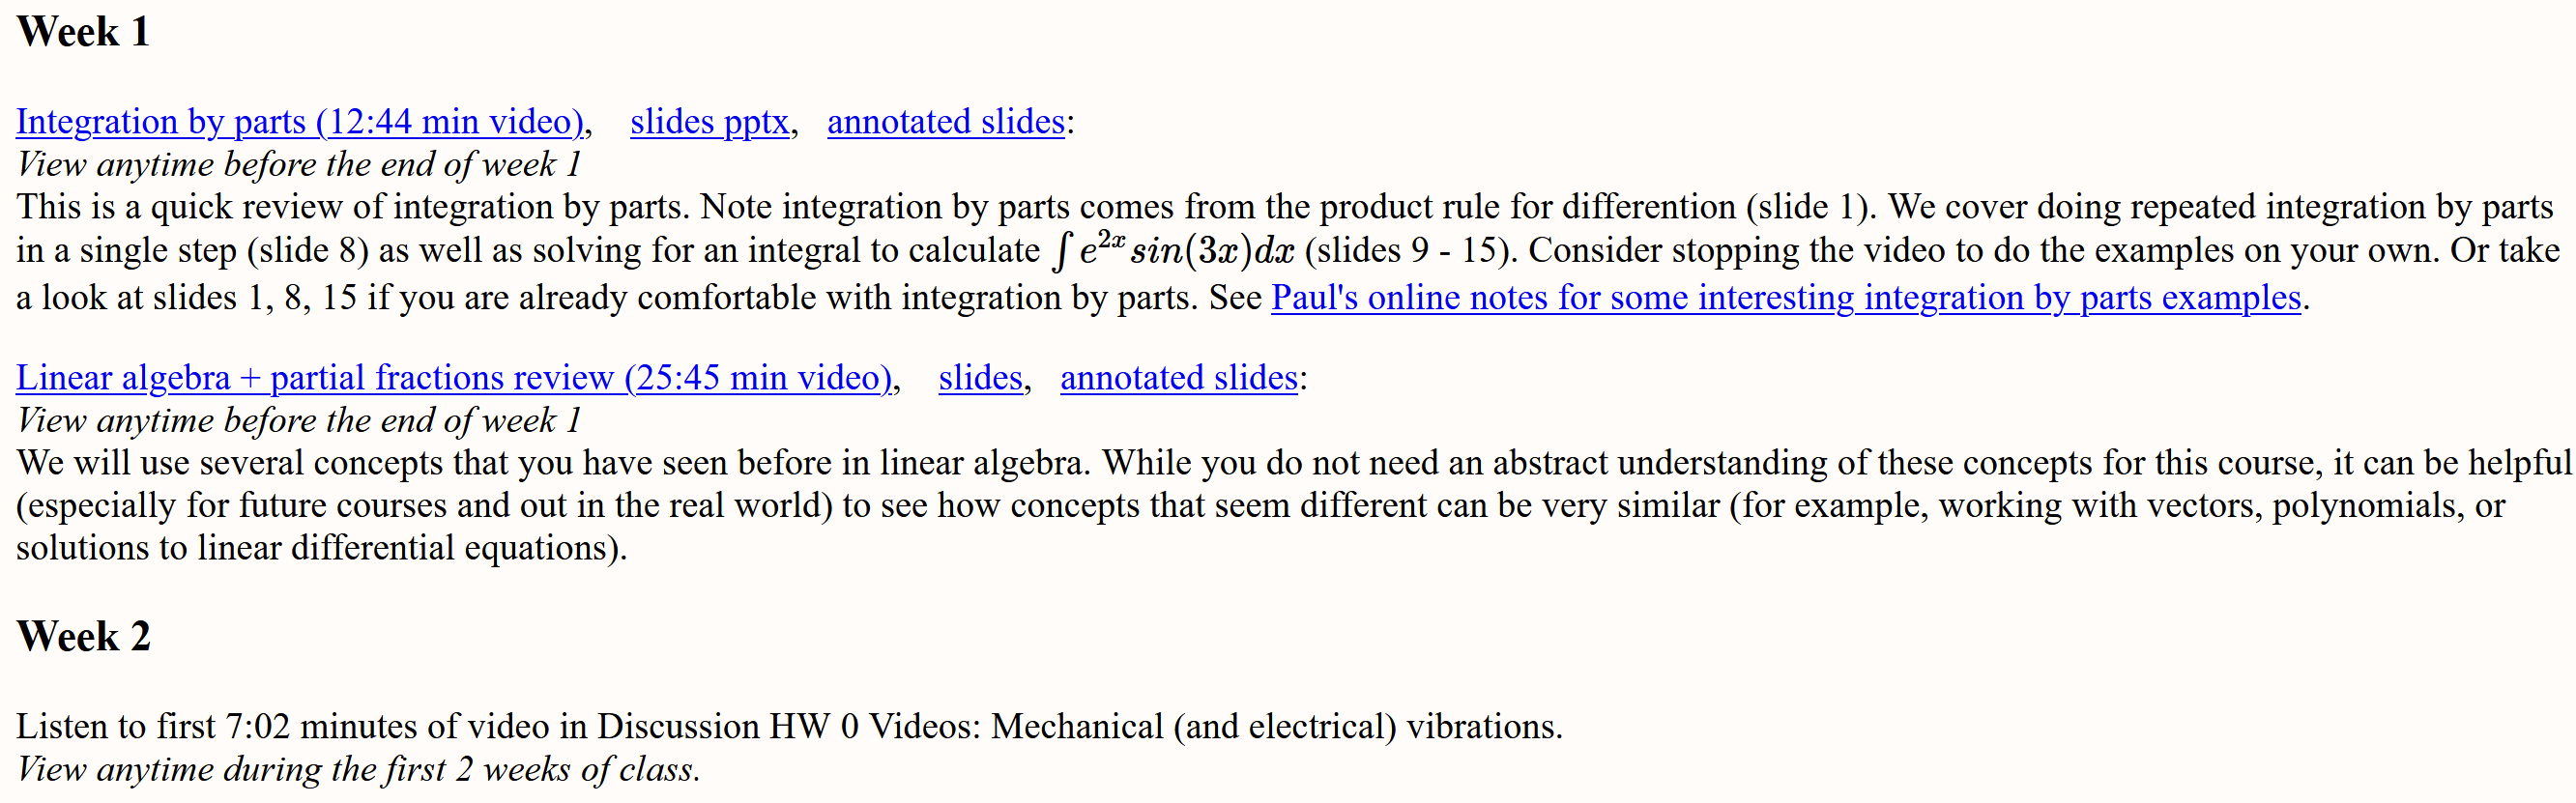 Week 1
Integration by parts (12:44 min video), slides pptx, annotated slides:
View anytime before the end of week 1
This is a quick review of integration by parts. Note integration by parts comes from the product rule for differention (slide 1). We cover doing repeated integration by parts
in a single step (slide 8) as well as solving for an integral to calculate ∫ e^{2x} sin(3x)dx (slides 9 - 15). Consider stopping the video to do the examples on your own. Or take
a look at slides 1, 8, 15 if you are already comfortable with integration by parts. See Paul's online notes for some interesting integration by parts examples.
Linear algebra + partial fractions review (25:45 min video), slides, annotated slides:
View anytime before the end of week 1
We will use several concepts that you have seen before in linear algebra. While you do not need an abstract understanding of these concepts for this course, it can be helpful
(especially for future courses and out in the real world) to see how concepts that seem different can be very similar (for example, working with vectors, polynomials, or
solutions to linear differential equations).
Week 2
Listen to first 7:02 minutes of video in Discussion HW 0 Videos: Mechanical (and electrical) vibrations.
View anytime during the first 2 weeks of class.